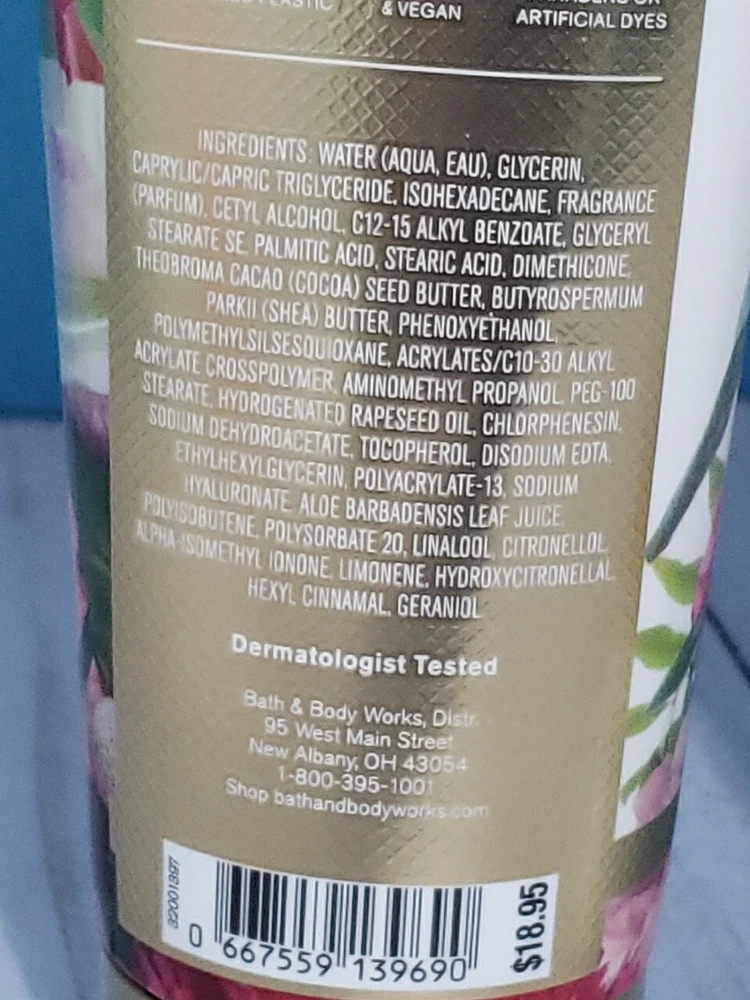 PLASTIC
& VEGAN
ARTIFICIAL DYES
INGREDIENTS: WATER (AQUA, EAU), GLYCERIN,
CAPRYLIC/CAPRIC TRIGLYCERIDE, ISOHEXADECANE, FRAGRANCE
(PARFUM), CETYL ALCOHOL, C12-15 ALKYL BENZOATE, GLYCERYL
STEARATE SE, PALMITIC ACID, STEARIC ACID, DIMETHICONE,
THEOBROMA CACAO (COCOA) SEED BUTTER, BUTYROSPERMUM
PARKII (SHEA) BUTTER, PHENOXYETHANOL,
POLYMETHYLSILSESQUIOXANE, ACRYLATES/C10-30 ALKYL
ACRYLATE CROSSPOLYMER, AMINOMETHYL PROPANOL, PEG-100
STEARATE, HYDROGENATED RAPESEED OIL, CHLORPHENESIN,
SODIUM DEHYDROACETATE, TOCOPHEROL, DISODIUM EDTA,
ETHYLHEXYLGLYCERIN, POLYACRYLATE-13, SODIUM
HYALURONATE, ALOE BARBADENSIS LEAF JUICE,
POLYISOBUTENE, POLYSORBATE 20, LINALOOL, CITRONELLOL,
ALPHA-ISOMETHYL IONONE, LIMONENE, HYDROXYCITRONELLAL,
HEXYL CINNAMAL, GERANIOL
Dermatologist Tested
Bath & Body Works, Distr.
95 West Main Street
New Albany, OH 43054
1-800-395-1001
Shop bathandbodyworks.com
32001397
0 667559 139690
$18.95